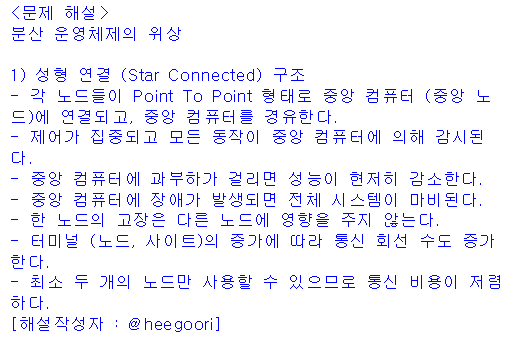 <문제 해설>
분산 운영체제의 위상

1) 성형 연결 (Star Connected) 구조
- 각 노드들이 Point To Point 형태로 중앙 컴퓨터 (중앙 노
드)에 연결되고, 중앙 컴퓨터를 경유한다.
- 제어가 집중되고 모든 동작이 중앙 컴퓨터에 의해 감시된
다.
- 중앙 컴퓨터에 과부하가 걸리면 성능이 현저히 감소한다.
- 중앙 컴퓨터에 장애가 발생되면 전체 시스템이 마비된다.
- 한 노드의 고장은 다른 노드에 영향을 주지 않는다.
- 터미널 (노드, 사이트)의 증가에 따라 통신 회선 수도 증가
한다.
- 최소 두 개의 노드만 사용할 수 있으므로 통신 비용이 저렴
하다.
[해설작성자 : @heegoori]